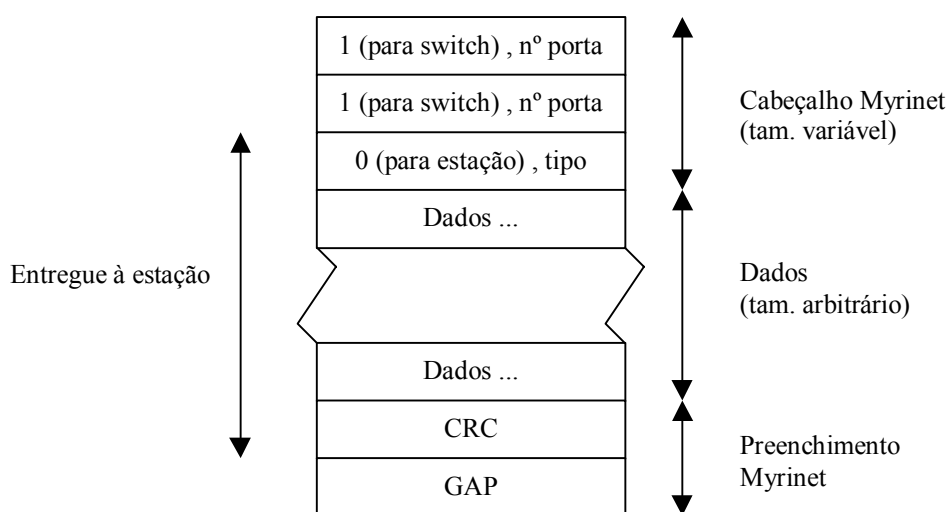 1 (para switch) , nº porta
1 (para switch) , nº porta
Cabeçalho Myrinet
(tam. variável)
0 (para estação) , tipo
Dados ...
Entregue à estação
Dados
(tam. arbitrário)
Dados ...
CRC
Preenchimento
Myrinet
GAP